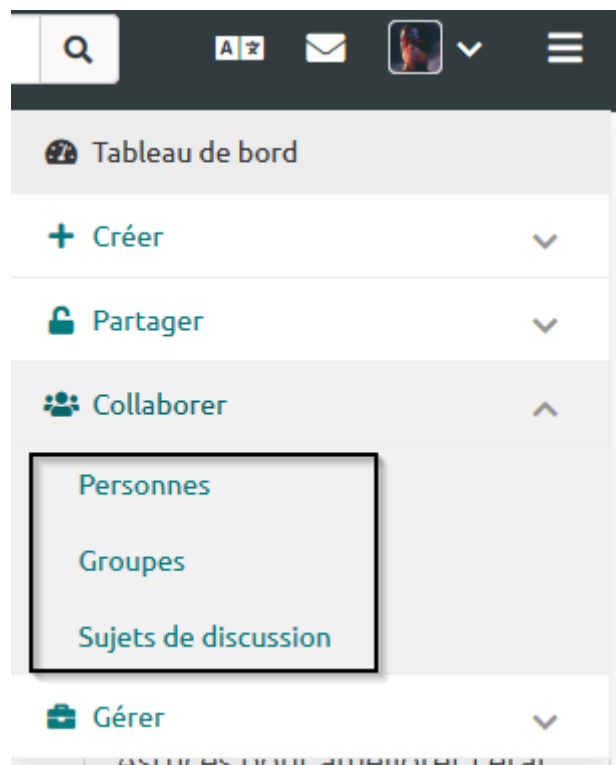 A
Tableau de bord
Créer
Partager
Collaborer
Personnes
Groupes
Sujets de discussion
Gérer